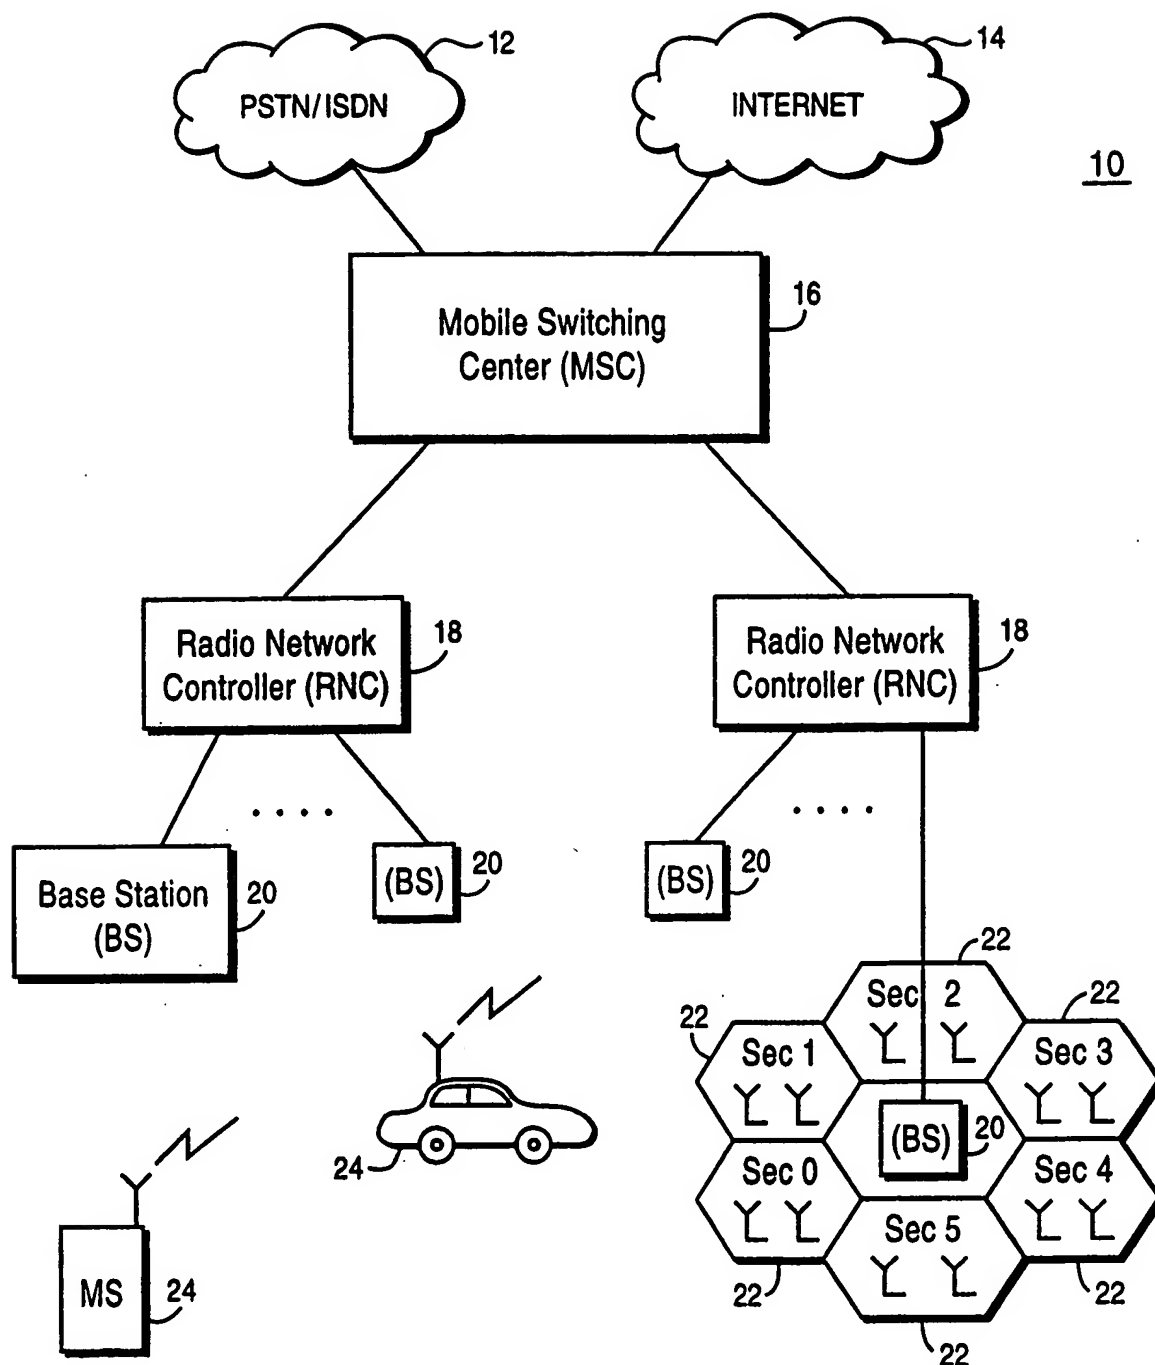 12
14
PSTN/ISDN
INTERNET
10
16
Mobile Switching
Center (MSC)
Radio Network
Controller (RNC)
18
Radio Network
Controller (RNC)
18
. . . .
. . . .
Base Station
(BS)
20
(BS)
20
(BS)
20
22
Sec 2
22
22
Sec 1
Sec 3
(BS)
20
24
Sec 0
Sec 4
Sec 5
MS
24
22
22
22